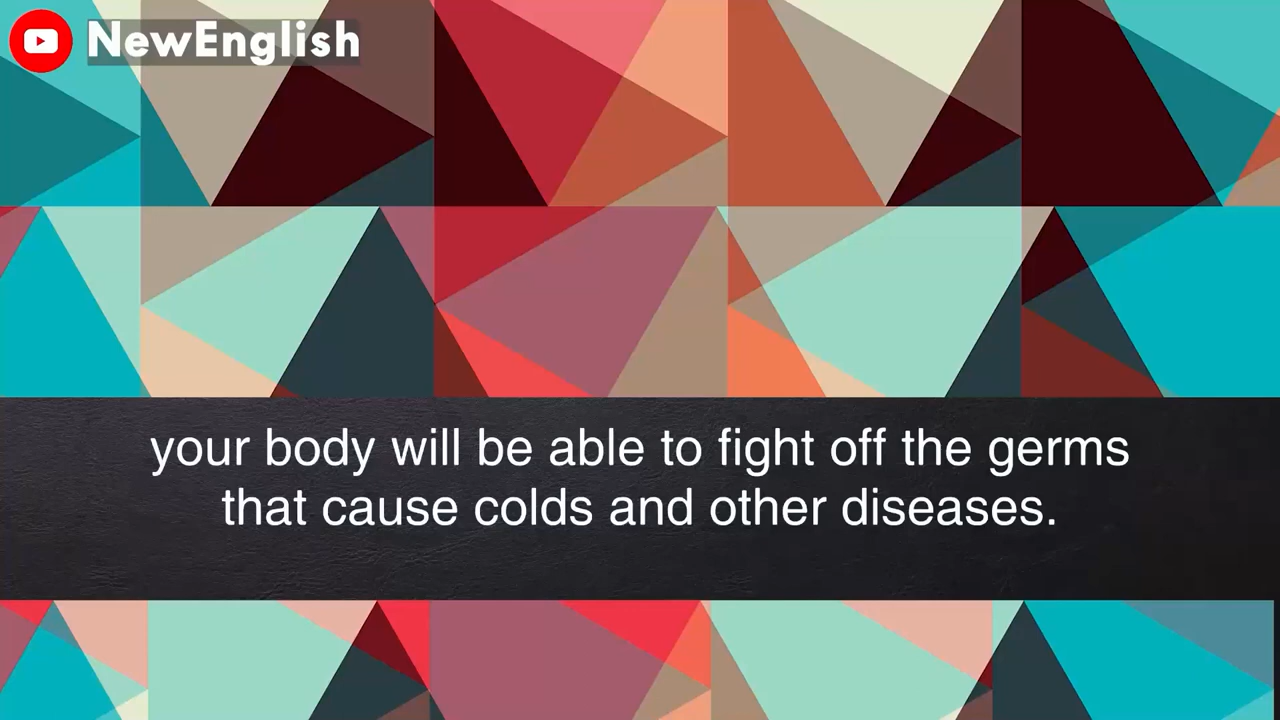 NewEnglish
your body will be able to fight off the germs
that cause colds and other diseases.